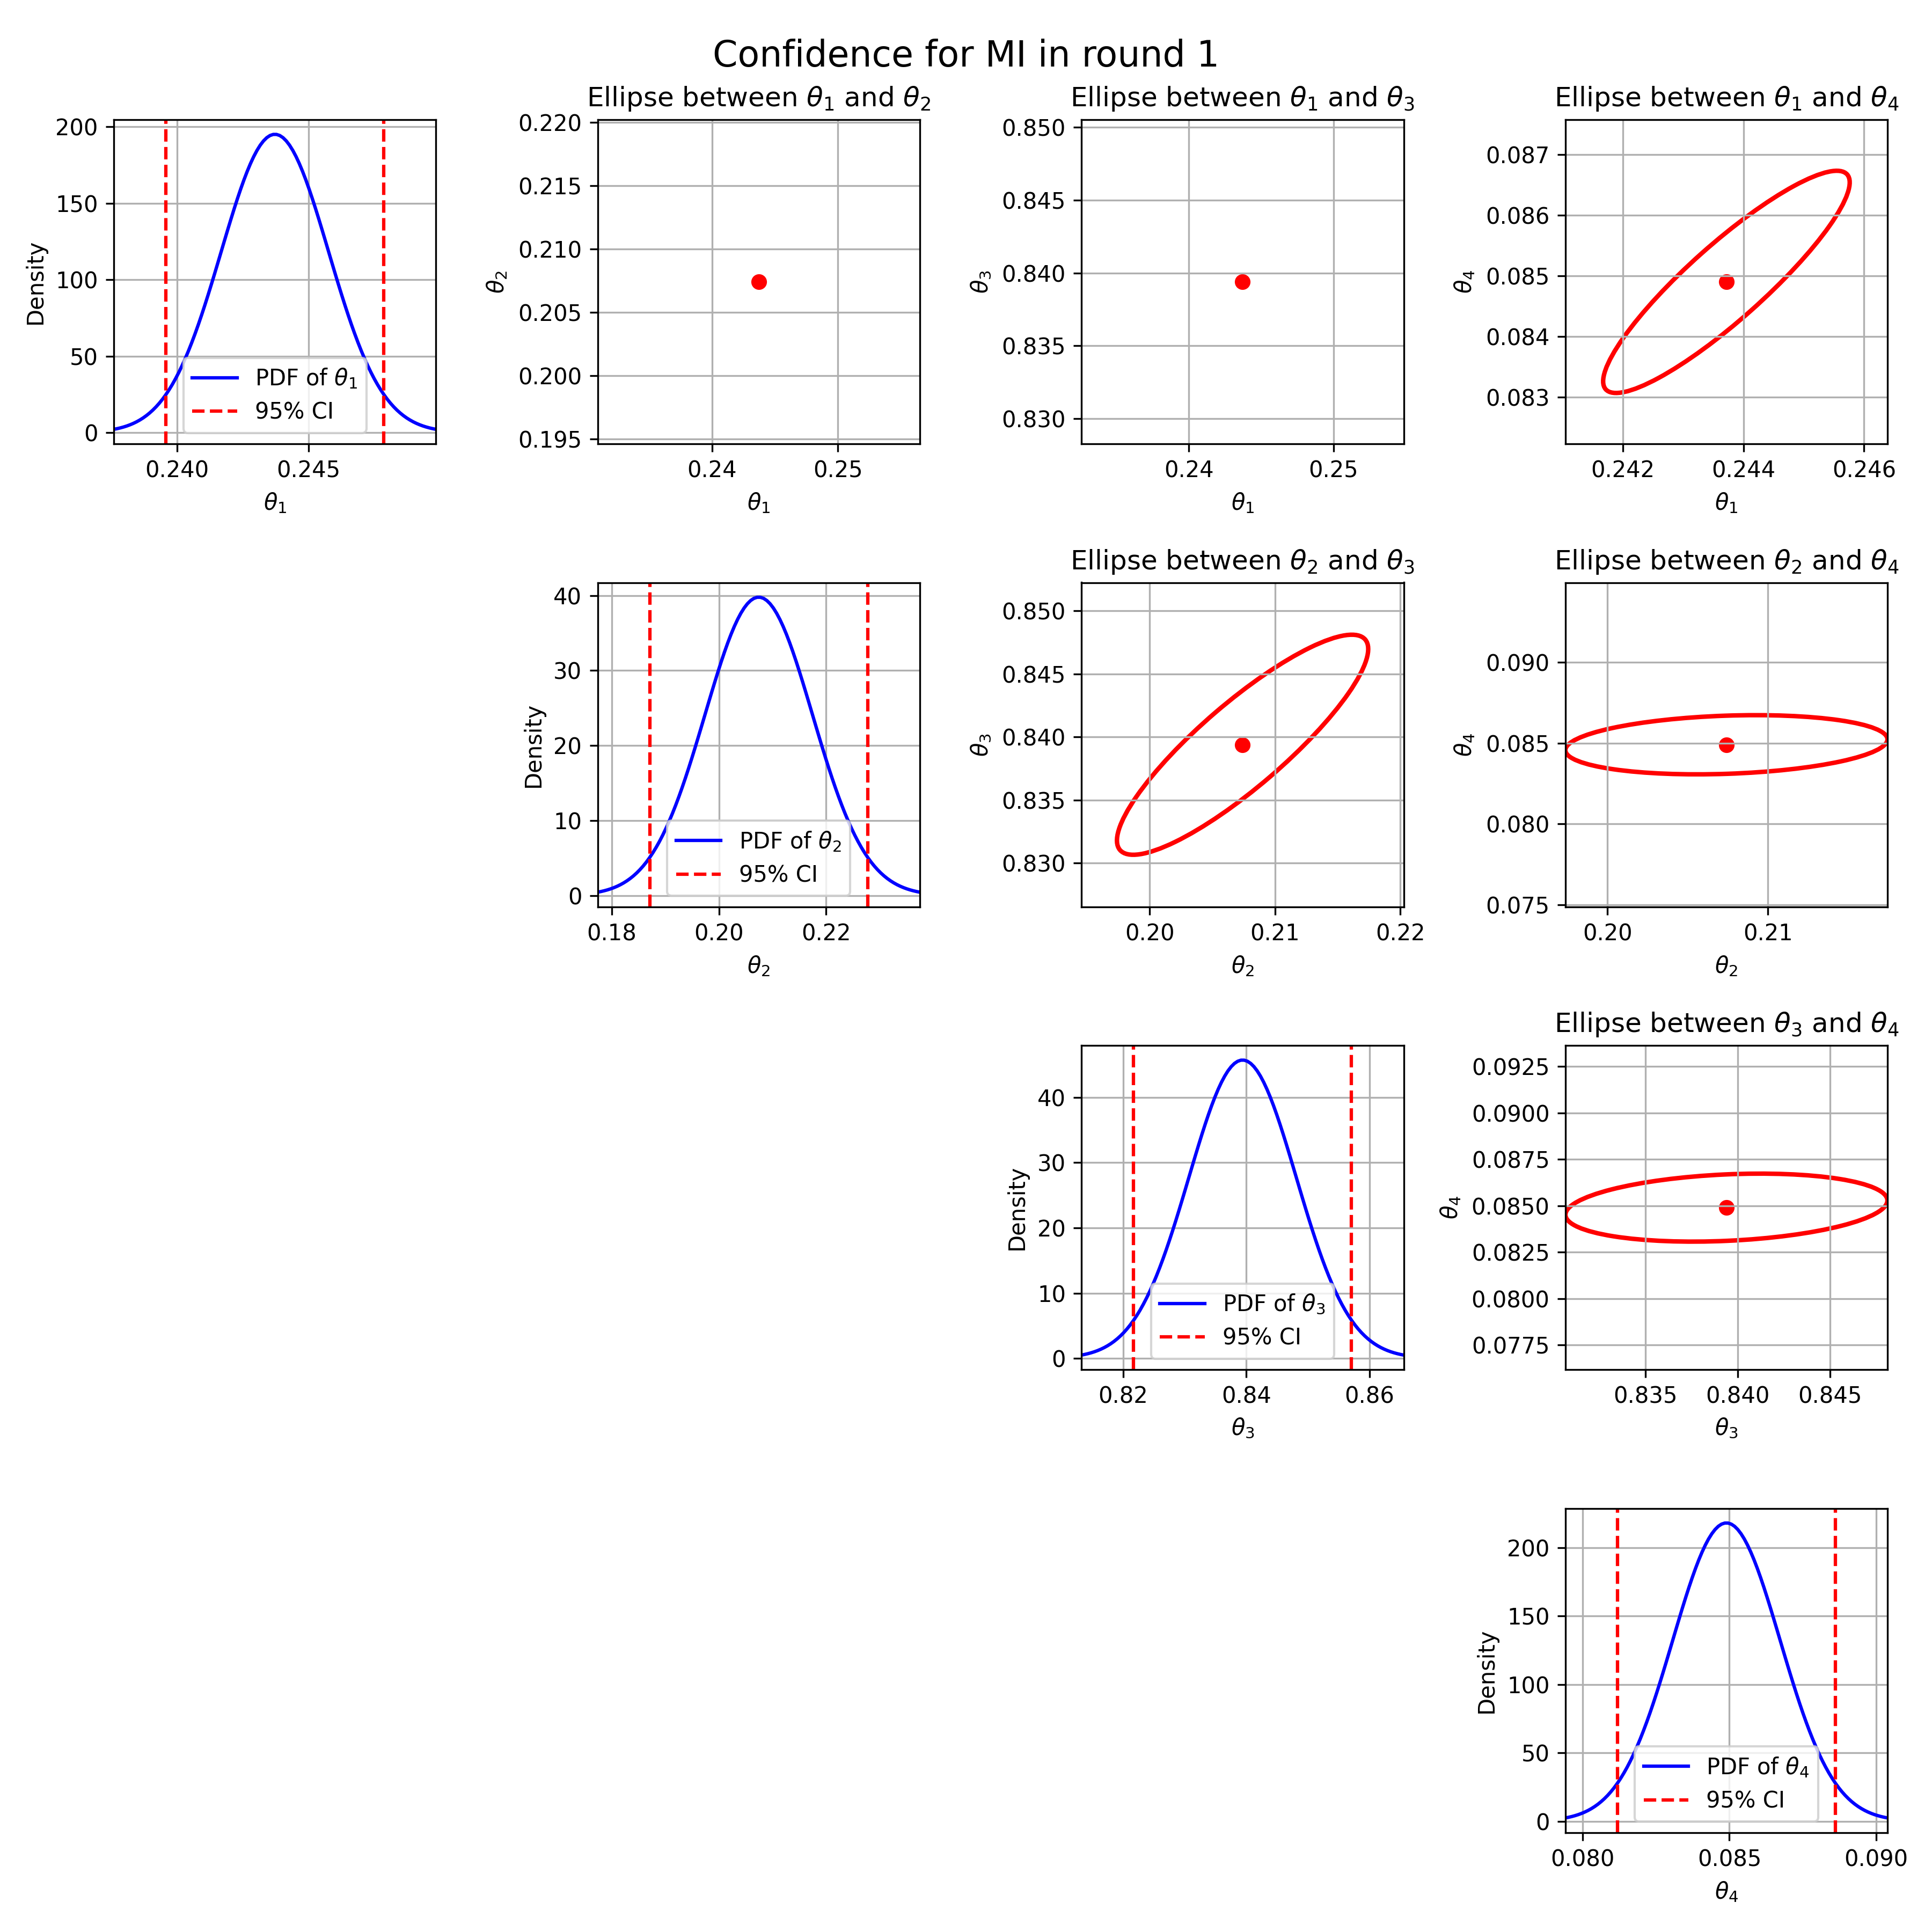 Confidence for MI in round 1
Ellipse between θ₁ and θ₂
Ellipse between θ₁ and θ₃
Ellipse between θ₁ and θ₄
200
150
100
50
0
Density
PDF of θ₁
95% CI
0.240 0.245
θ₁
0.220
0.215
0.210
0.205
0.200
0.195
θ₂
0.24 0.25
θ₁
0.850
0.845
0.840
0.835
0.830
θ₃
0.24 0.25
θ₁
0.087
0.086
0.085
0.084
0.083
θ₄
0.242 0.244 0.246
θ₁
Ellipse between θ₂ and θ₃
Ellipse between θ₂ and θ₄
40
30
20
10
0
Density
PDF of θ₂
95% CI
0.18 0.20 0.22
θ₂
0.850
0.845
0.840
0.835
0.830
θ₃
0.20 0.21 0.22
θ₂
0.090
0.085
0.080
0.075
θ₄
0.20 0.21
θ₂
Ellipse between θ₃ and θ₄
40
30
20
10
0
Density
PDF of θ₃
95% CI
0.82 0.84 0.86
θ₃
0.0925
0.0900
0.0875
0.0850
0.0825
0.0800
0.0775
θ₄
0.835 0.840 0.845
θ₃
200
150
100
50
0
Density
PDF of θ₄
95% CI
0.080 0.085 0.090
θ₄